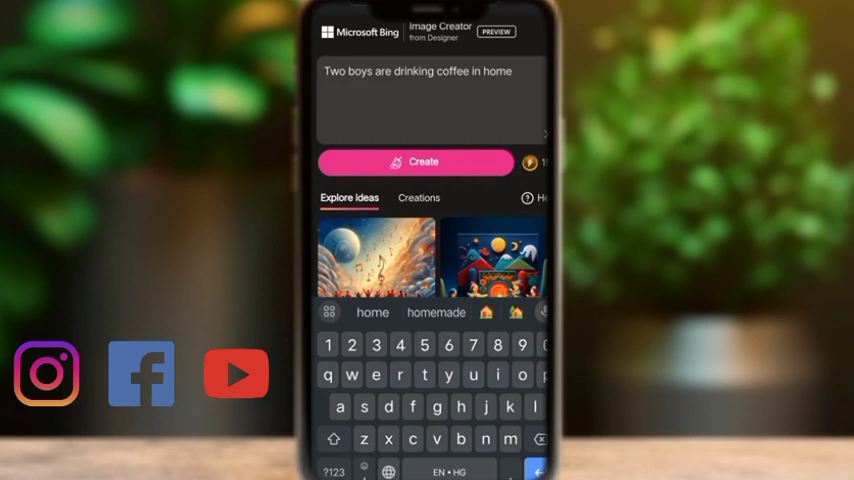 Microsoft Bing
Image Creator
from Designer
PREVIEW
Two boys are drinking coffee in home
Create
Explore ideas
Creations
home
homemade
1 2 3 4 5 6 7 8 9
q w e r t y u i o p
a s d f g h j k l
z x c v b n m
?123
EN • HG